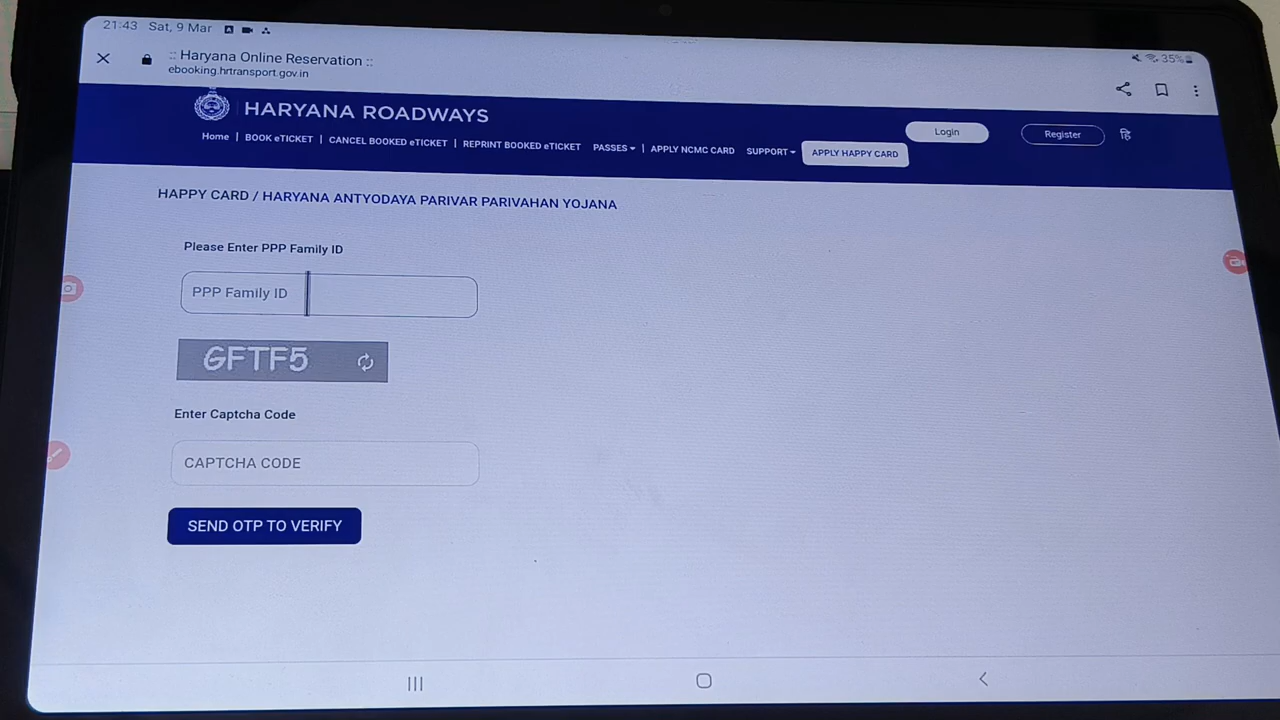 21:43 Sat, 9 Mar
35%
:: Haryana Online Reservation ::
ebooking.hrtransport.gov.in
HARYANA ROADWAYS
Home | BOOK eTICKET | CANCEL BOOKED eTICKET | REPRINT BOOKED eTICKET PASSES | APPLY NCMC CARD SUPPORT APPLY HAPPY CARD
Login Register हि
HAPPY CARD / HARYANA ANTYODAYA PARIVAR PARIVAHAN YOJANA
Please Enter PPP Family ID
PPP Family ID
GFTF5
Enter Captcha Code
CAPTCHA CODE
SEND OTP TO VERIFY